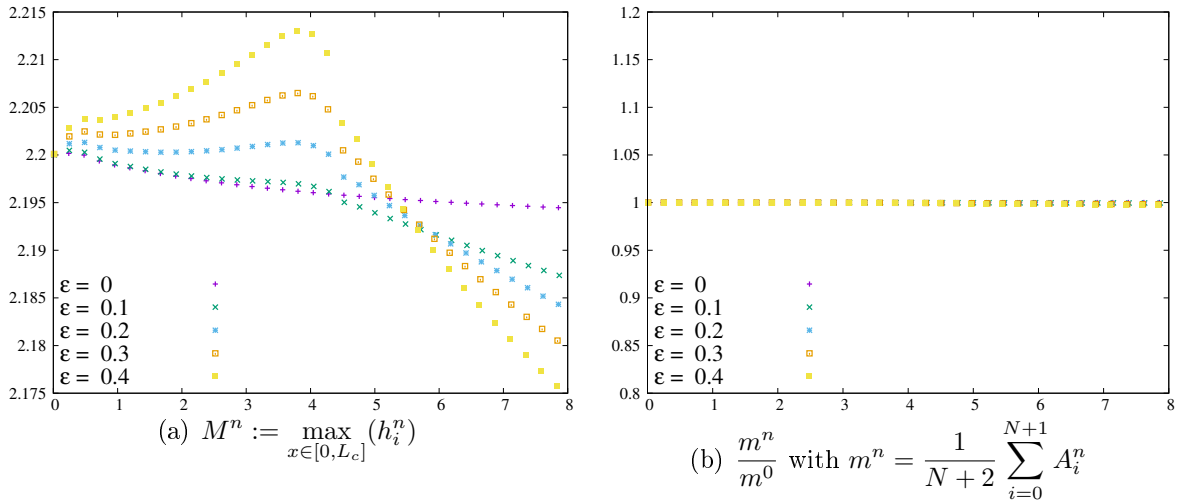 2.215
2.21
2.205
2.2
2.195
2.19
2.185
2.18
2.175
ε = 0
ε = 0.1
ε = 0.2
ε = 0.3
ε = 0.4
0 1 2 3 4 5 6 7 8
(a) $M^n := \max_{x\in[0,L_c]}(h_i^n)$
1.2
1.15
1.1
1.05
1
0.95
0.9
0.85
0.8
ε = 0
ε = 0.1
ε = 0.2
ε = 0.3
ε = 0.4
0 1 2 3 4 5 6 7 8
(b) $\frac{m^n}{m^0}$ with $m^n = \frac{1}{N+2}\sum_{i=0}^{N+1} A_i^n$